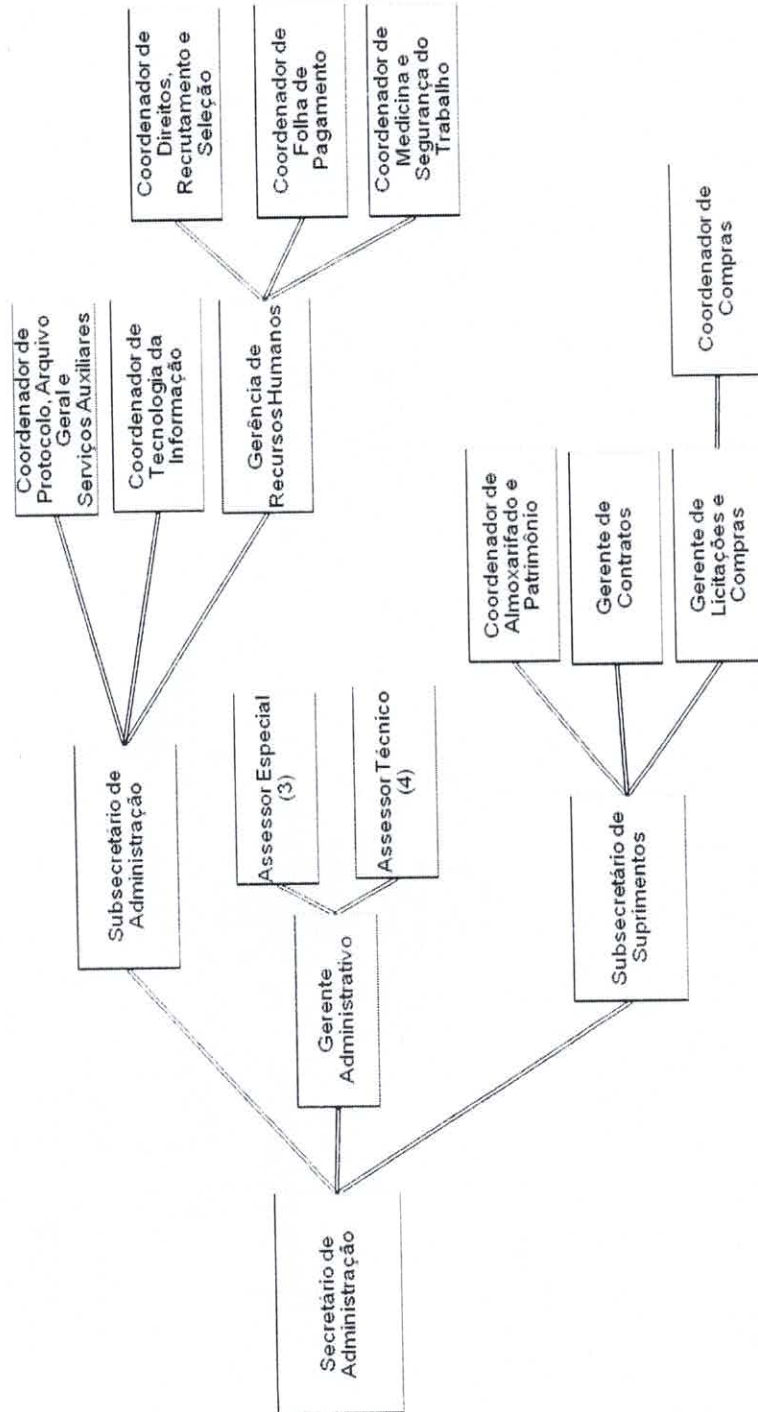 Secretário de
Administração
Subsecretário de
Administração
Gerente
Administrativo
Subsecretário de
Suprimentos
Coordenador de
Protocolo, Arquivo
Geral e
Serviços Auxiliares
Coordenador de
Tecnologia da
Informação
Gerência de
Recursos Humanos
Assessor Especial
(3)
Assessor Técnico
(4)
Coordenador de
Almoxarifado e
Patrimônio
Gerente de
Contratos
Gerente de
Licitações e
Compras
Coordenador de
Direitos,
Recrutamento e
Seleção
Coordenador de
Folha de
Pagamento
Coordenador de
Medicina e
Segurança do
Trabalho
Coordenador de
Compras